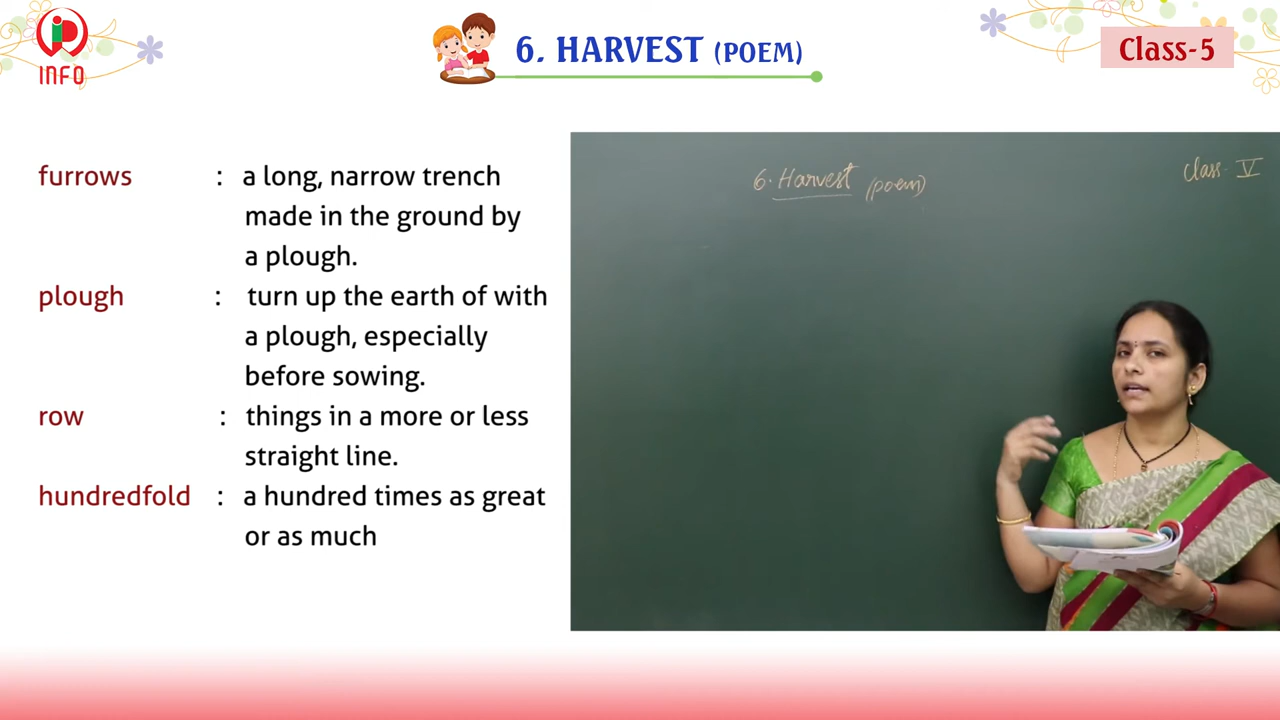 INFO
6. HARVEST (POEM)
Class-5
furrows : a long, narrow trench
made in the ground by
a plough.
plough : turn up the earth of with
a plough, especially
before sowing.
row : things in a more or less
straight line.
hundredfold : a hundred times as great
or as much
6. Harvest (poem)
Class - V